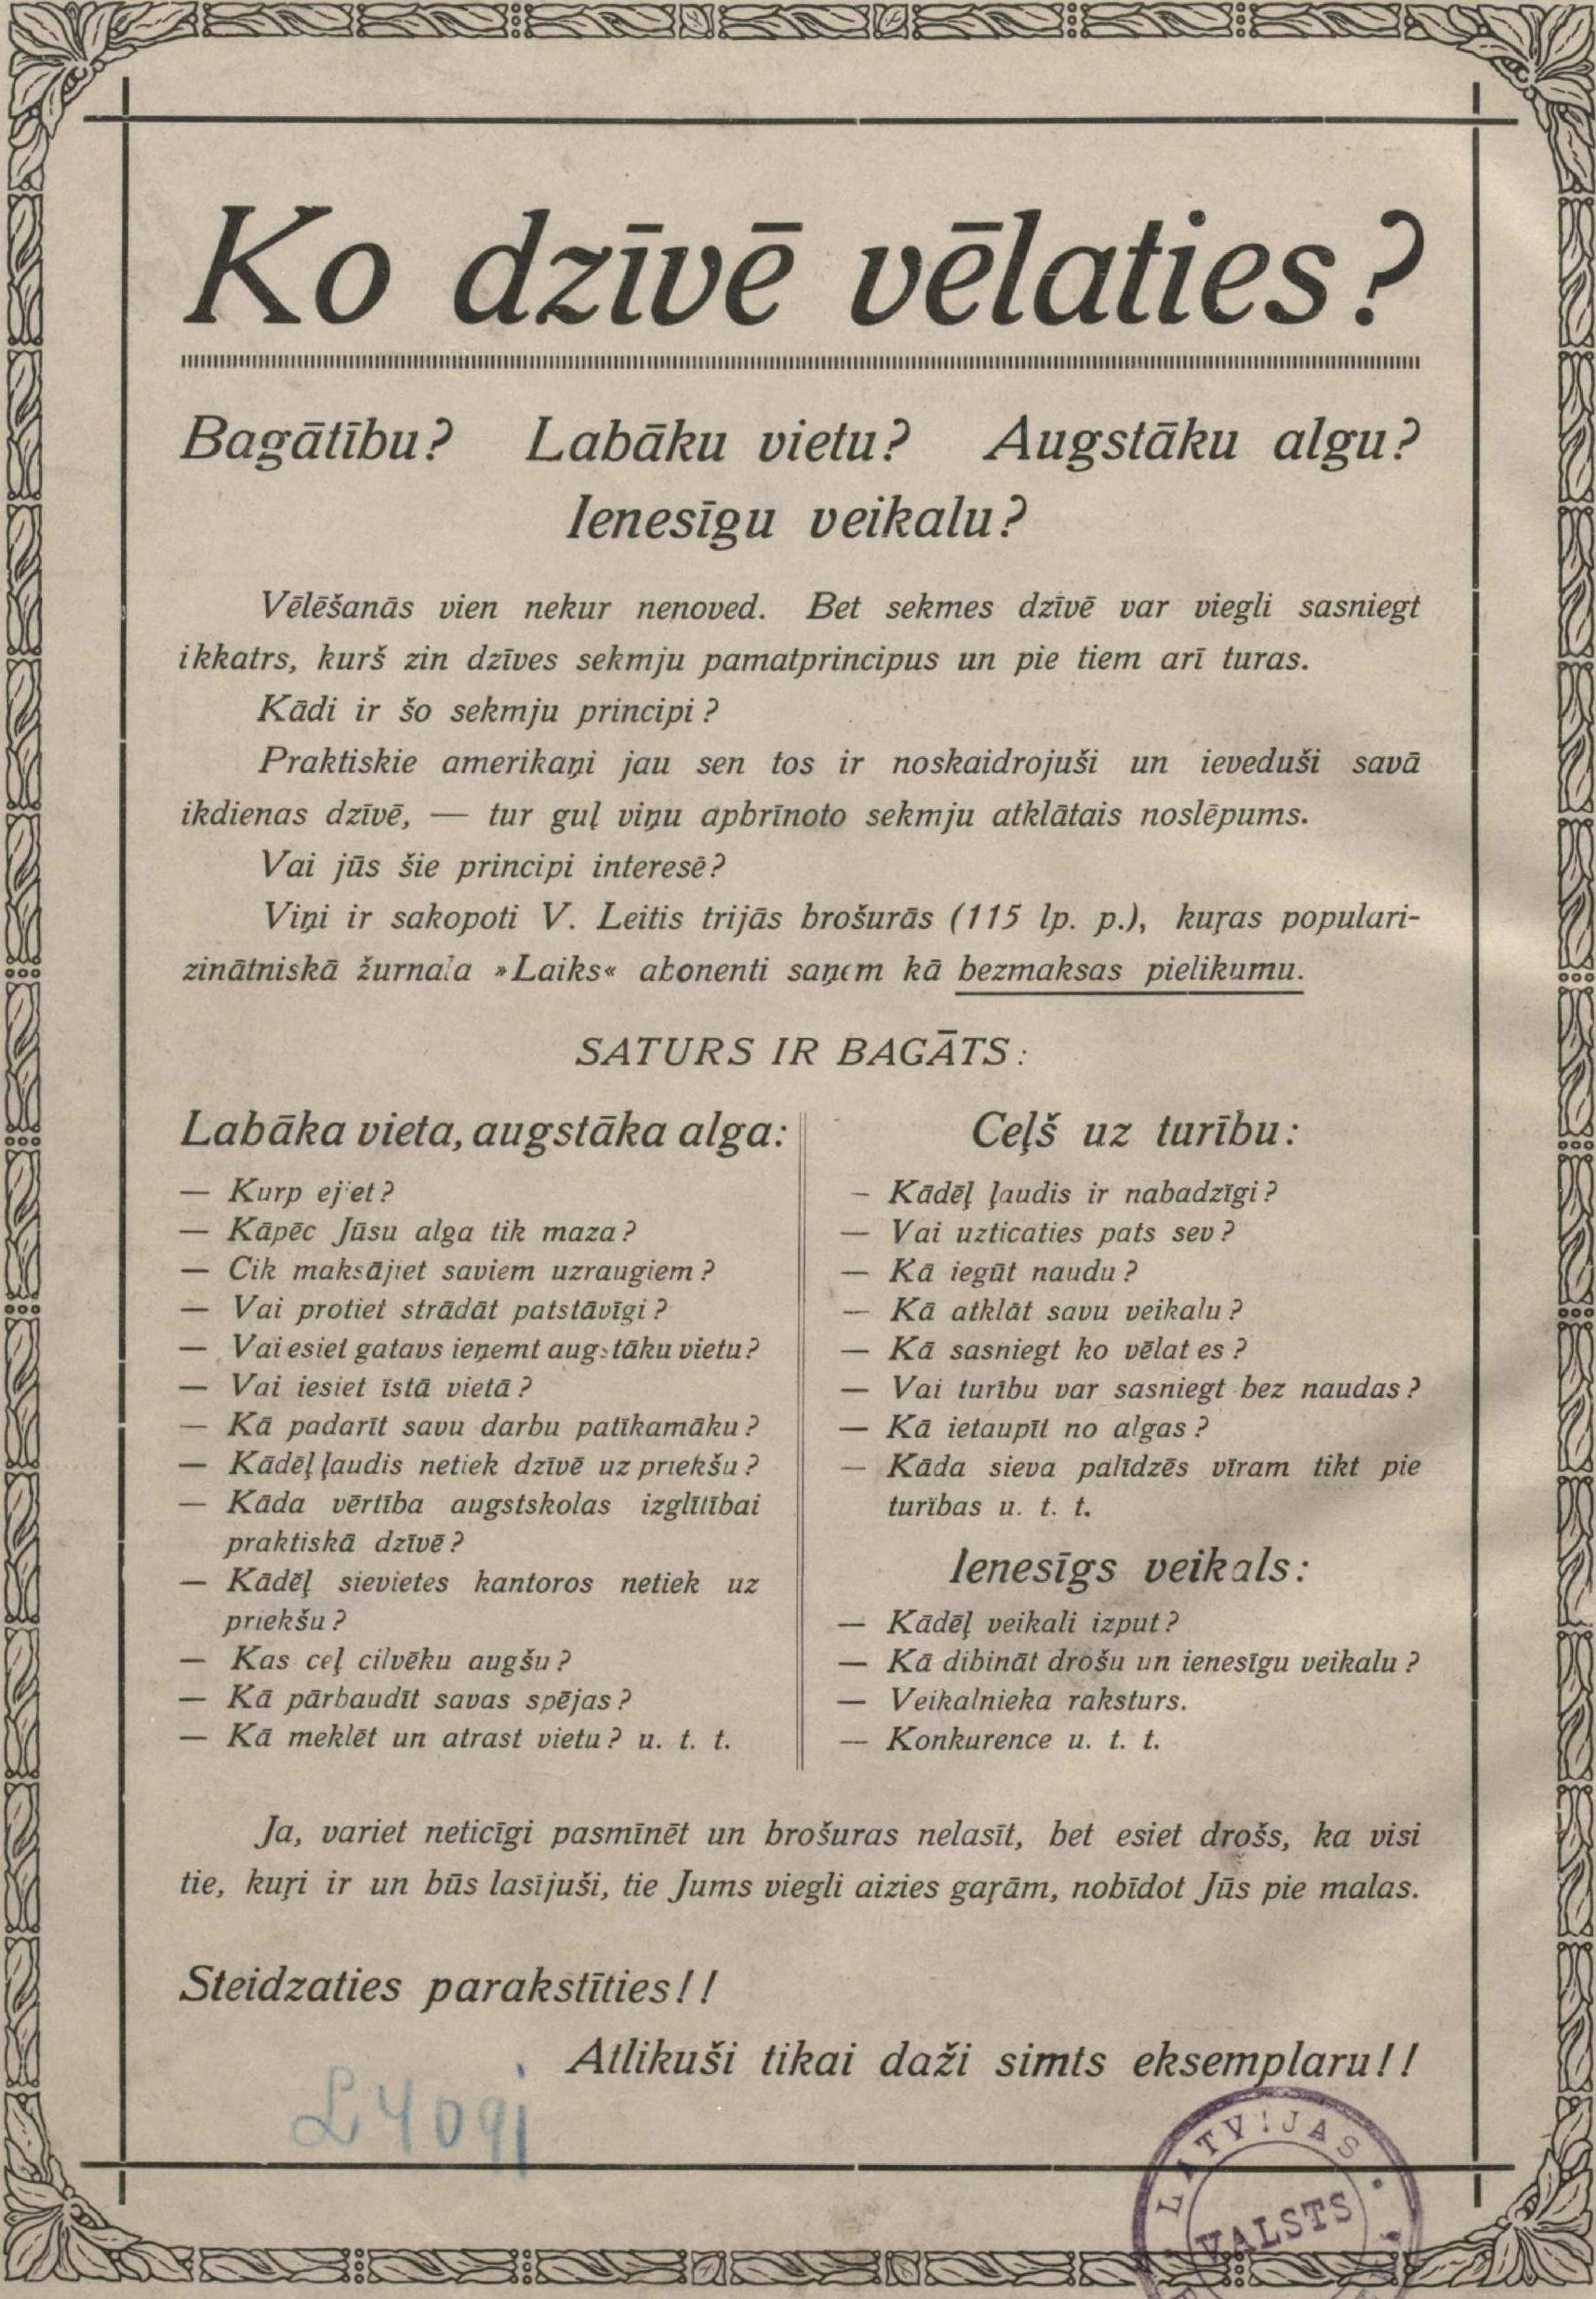 Ko dzīvē vēlaties?
Bagātību? Labāku vietu? Augstāku algu?
Ienesīgu veikalu?
Vēlēšanās vien nekur nenoved. Bet sekmes dzīvē var viegli sasniegt
ikkatrs, kurš zin dzīves sekmju pamatprincipus un pie tiem arī turas.
Kādi ir šo sekmju principi?
Praktiskie amerikaņi jau sen tos ir noskaidrojuši un ieveduši savā
ikdienas dzīvē, — tur guļ viņu apbrīnoto sekmju atklātais noslēpums.
Vai jūs šie principi interesē?
Viņi ir sakopoti V. Leitis trijās brošurās (115 lp. p.), kuŗas populari-
zinātniskā žurnala »Laiks« abonenti saņem kā bezmaksas pielikumu.
SATURS IR BAGĀTS:
Labāka vieta, augstāka alga:
— Kurp ejiet?
— Kāpēc Jūsu alga tik maza?
— Cik maksājiet saviem uzraugiem?
— Vai protiet strādāt patstāvīgi?
— Vai esiet gatavs ieņemt augstāku vietu?
— Vai iesiet īstā vietā?
— Kā padarīt savu darbu patīkamāku?
— Kādēļ ļaudis netiek dzīvē uz priekšu?
— Kāda vērtība augstskolas izglītībai
praktiskā dzīvē?
— Kādēļ sievietes kantoros netiek uz
priekšu?
— Kas ceļ cilvēku augšu?
— Kā pārbaudīt savas spējas?
— Kā meklēt un atrast vietu? u. t. t.
Ceļš uz turību:
— Kādēļ ļaudis ir nabadzīgi?
— Vai uzticaties pats sev?
— Kā iegūt naudu?
— Kā atklāt savu veikalu?
— Kā sasniegt ko vēlat es?
— Vai turību var sasniegt bez naudas?
— Kā ietaupīt no algas?
— Kāda sieva palīdzēs vīram tikt pie
turības u. t. t.
Ienesīgs veikals:
— Kādēļ veikali izput?
— Kā dibināt drošu un ienesīgu veikalu?
— Veikalnieka raksturs.
— Konkurence u. t. t.
Ja, variet neticīgi pasmīnēt un brošuras nelasīt, bet esiet drošs, ka visi
tie, kuŗi ir un būs lasījuši, tie Jums viegli aizies gaŗām, nobīdot Jūs pie malas.
Steidzaties parakstīties!!
Atlikuši tikai daži simts eksemplaru!!
LATVIJAS
VALSTS